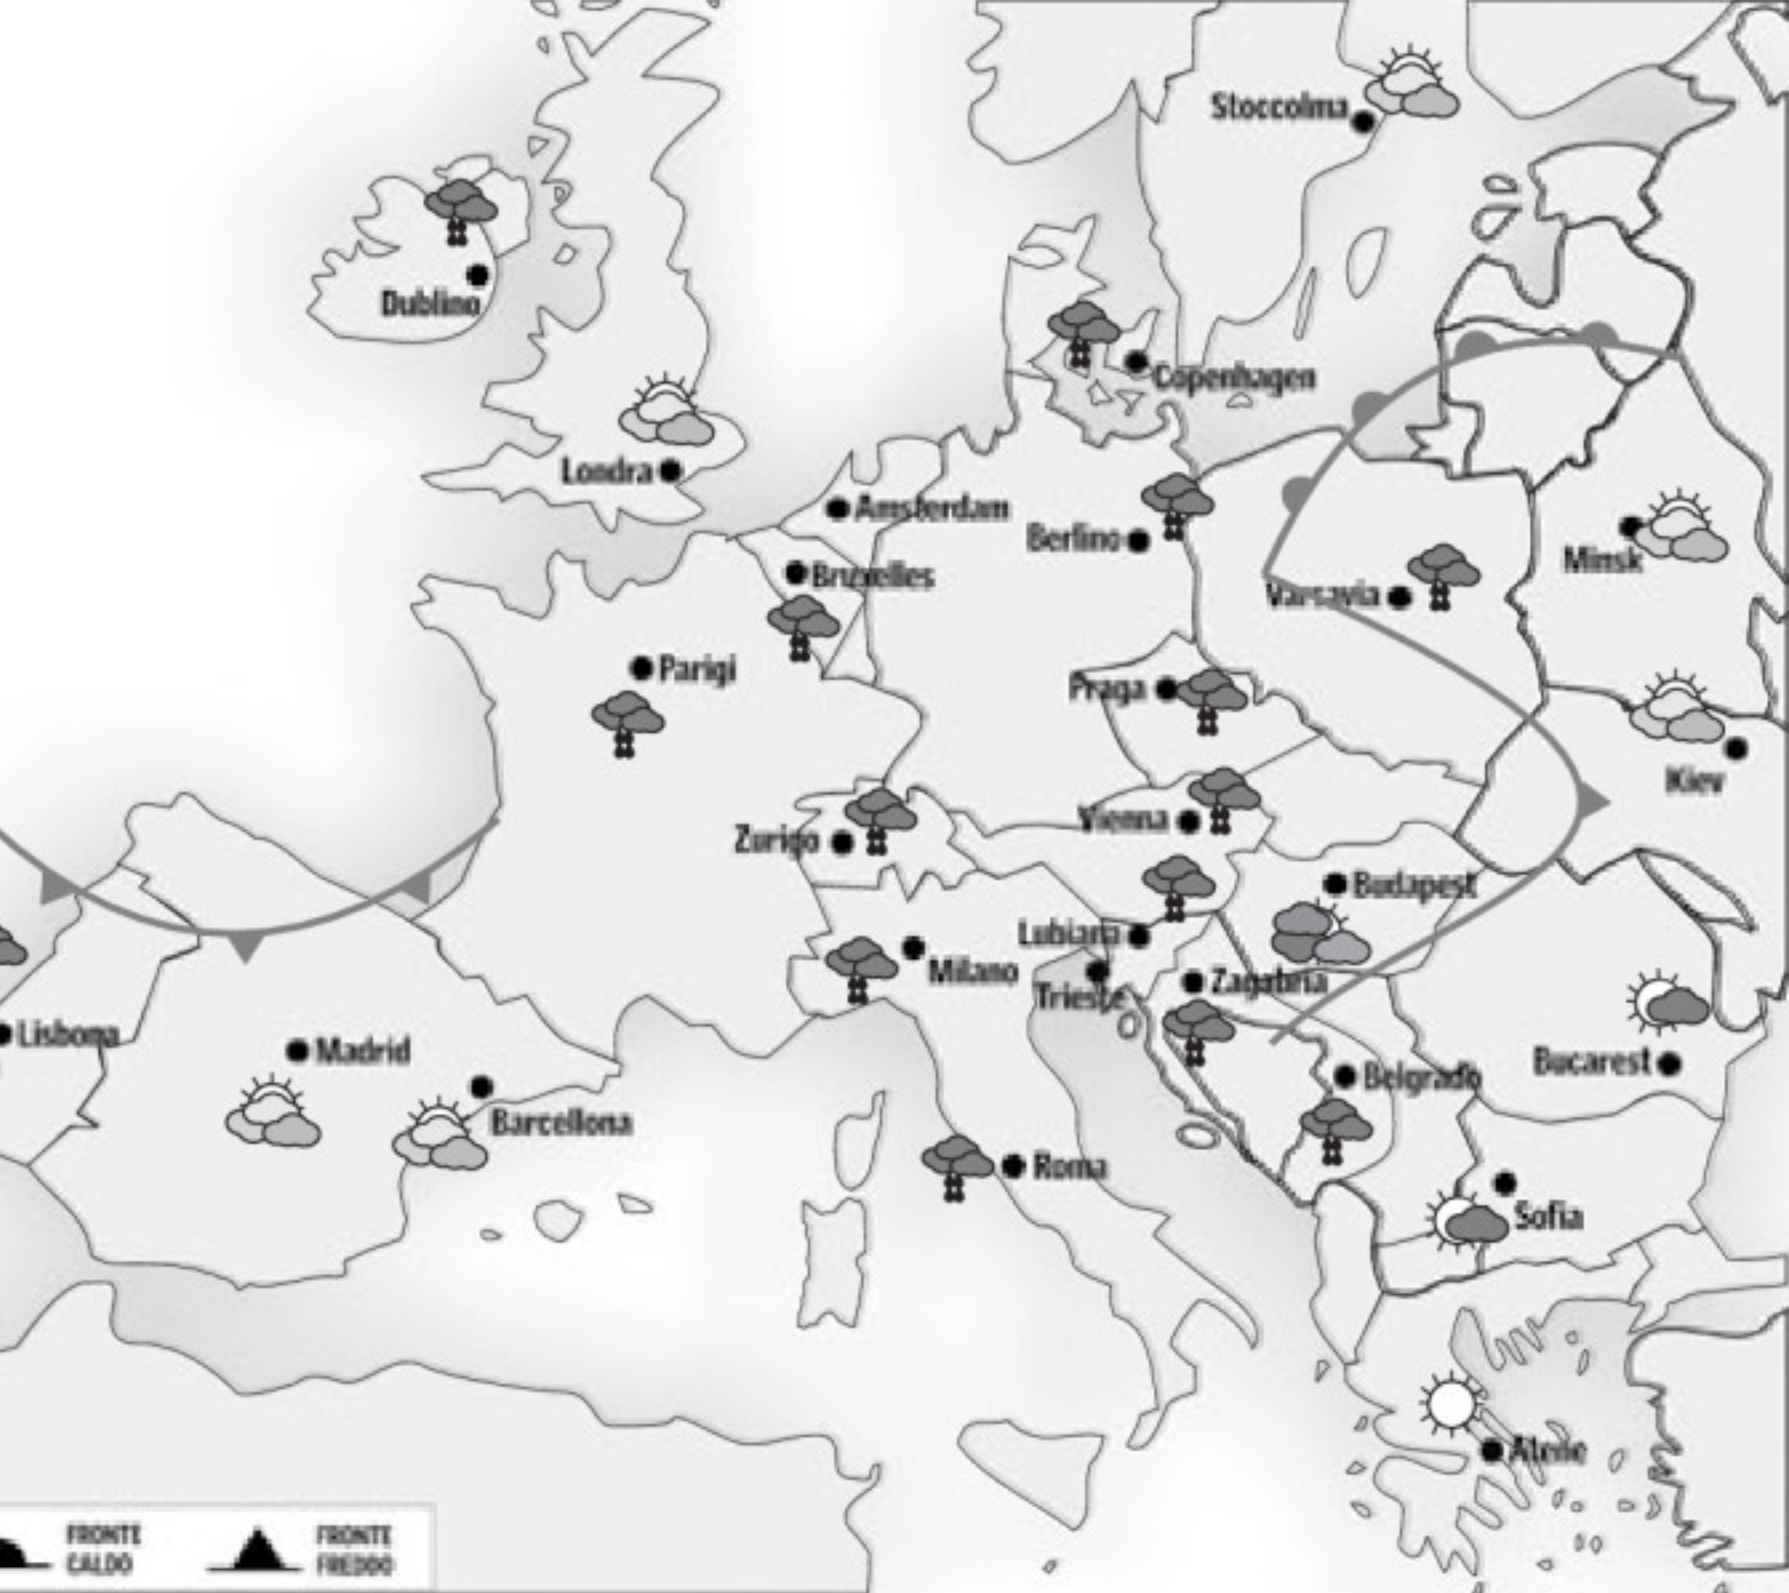 Stoccolma
Dublino
Copenhagen
Londra
Amsterdam
Berlino
Minsk
Bruxelles
Varsavia
Parigi
Praga
Kiev
Vienna
Zurigo
Budapest
Lubiana
Milano
Zagabria
Trieste
Lisbona
Madrid
Bucarest
Belgrado
Barcellona
Roma
Sofia
Atene
FRONTE
CALDO
FRONTE
FREDDO